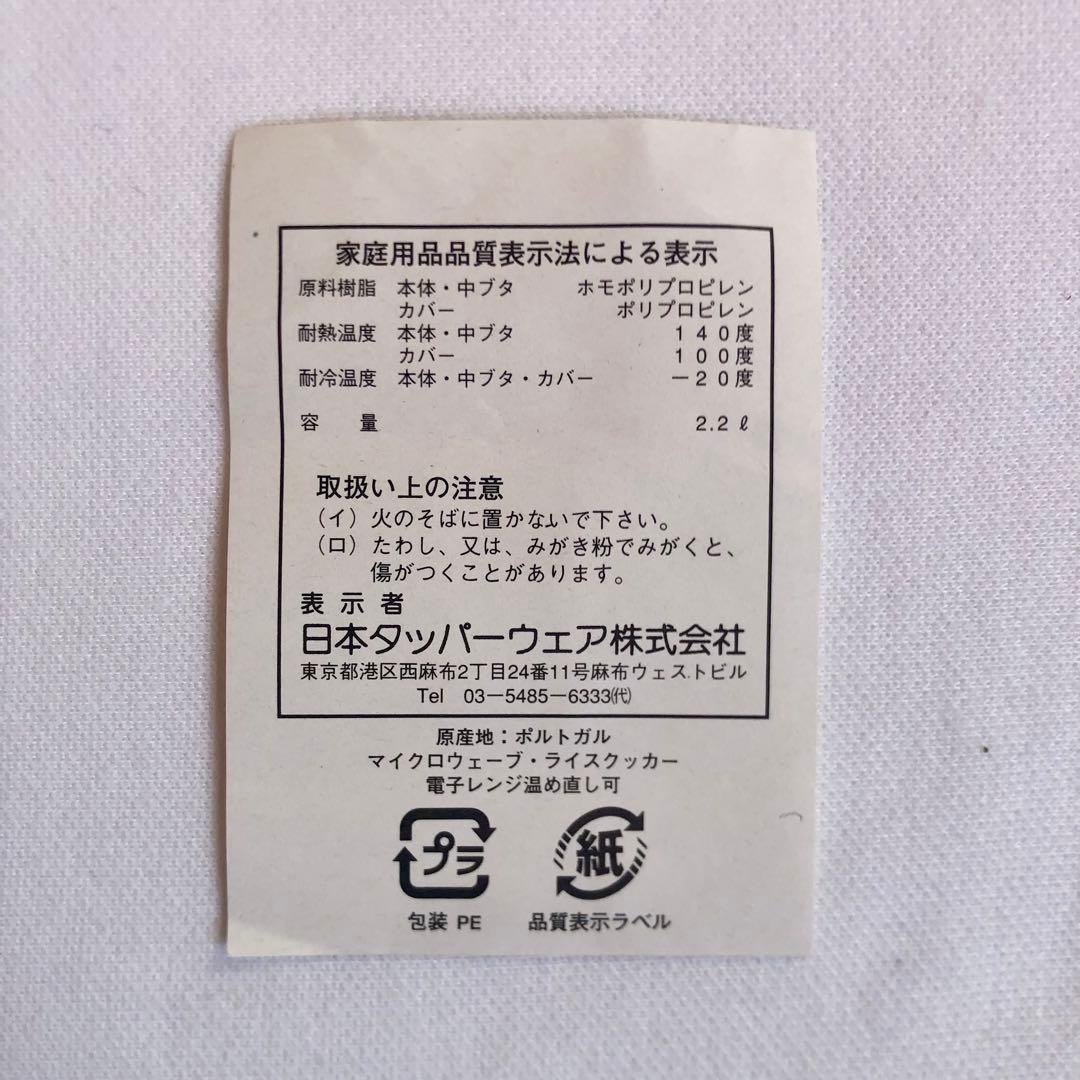 家庭用品品質表示法による表示
原料樹脂 本体・中ブタ ホモポリプロピレン
カバー ポリプロピレン
耐熱温度 本体・中ブタ 140度
カバー 100度
耐冷温度 本体・中ブタ・カバー −20度
容 量 2.2ℓ
取扱い上の注意
(イ) 火のそばに置かないで下さい。
(ロ) たわし、又は、みがき粉でみがくと、
傷がつくことがあります。
表示者
日本タッパーウェア株式会社
東京都港区西麻布2丁目24番11号麻布ウェストビル
Tel 03−5485−6333㈹
原産地：ポルトガル
マイクロウェーブ・ライスクッカー
電子レンジ温め直し可
プラ 紙
包装 PE 品質表示ラベル